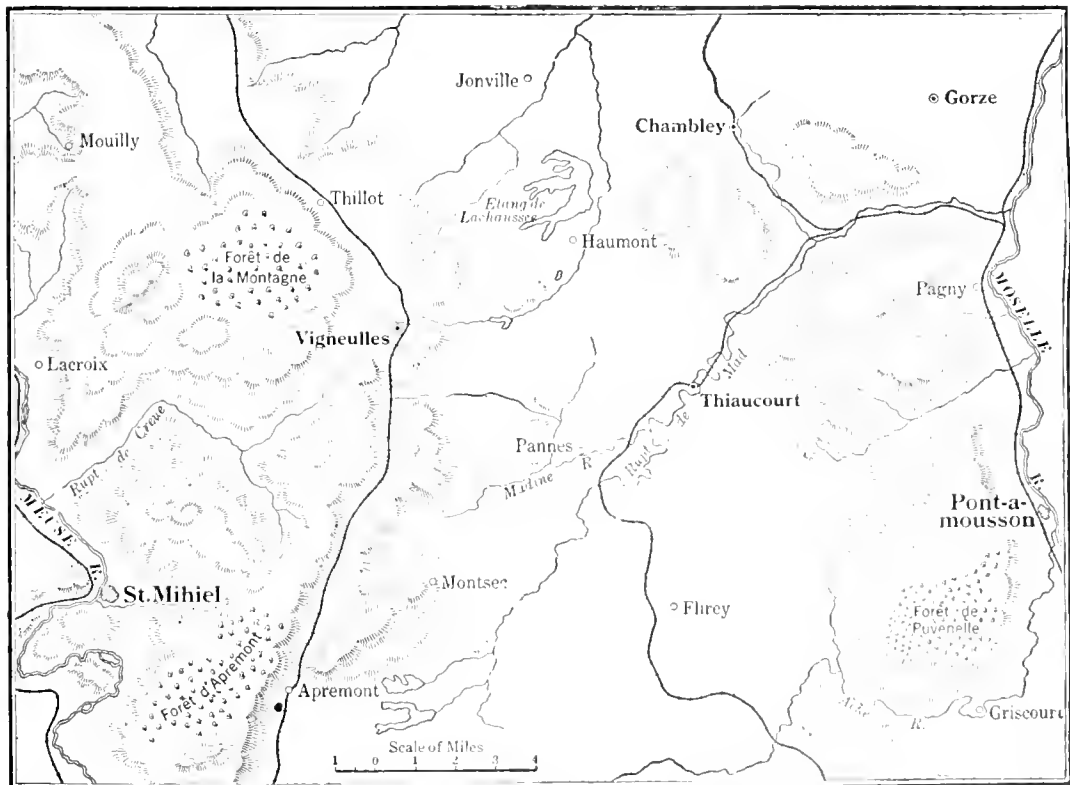 Jonville
Gorze
Chambley
Mouilly
Thillot
Etang de
Lachausseé
Haumont
Forêt de
la Montagne
Pagny
MOSELLE
R.
Vigneulles
Lacroix
Thiaucourt
Rupt de Mad
Rupt de Creue
Pannes
Madine R
MEUSE R.
Pont-a-
mousson
St. Mihiel
Montsec
Flirey
Forêt de
Puvenelle
Forêt d'Apremont
Apremont
Ache R.
Griscourt
Scale of Miles
1 0 1 2 3 4